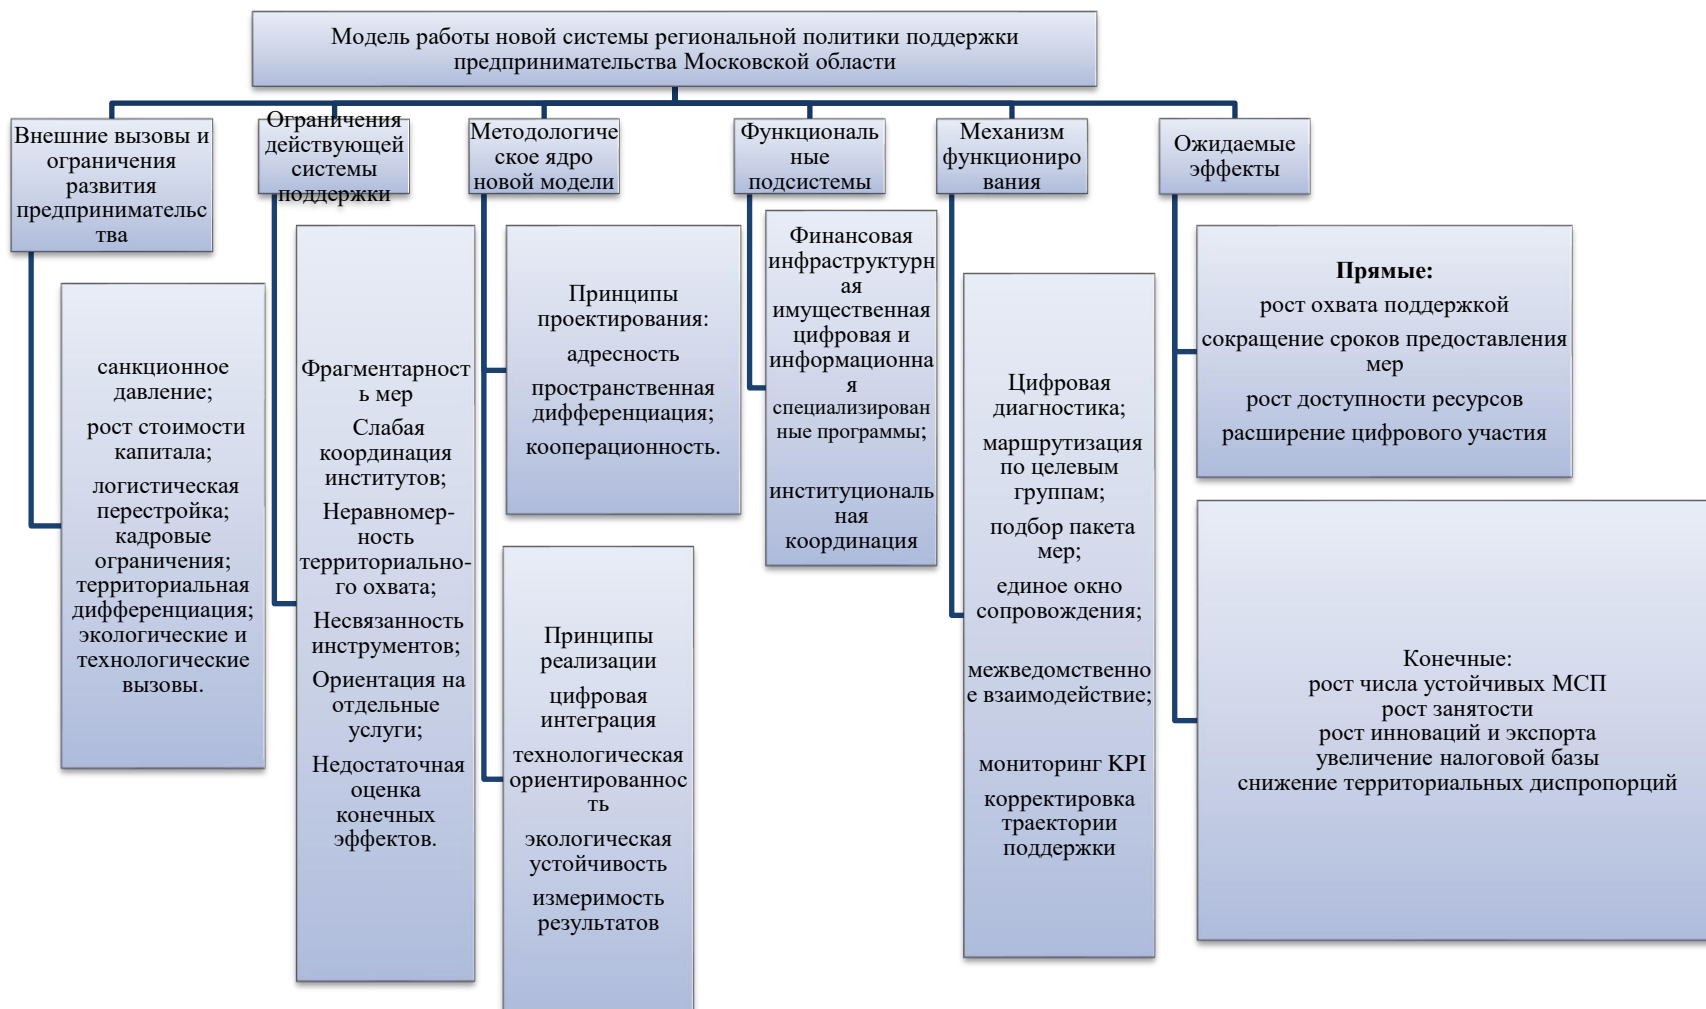 Модель работы новой системы региональной политики поддержки
предпринимательства Московской области
Внешние вызовы и
ограничения
развития
предпринимательс
тва
санкционное
давление;
рост стоимости
капитала;
логистическая
перестройка;
кадровые
ограничения;
территориальная
дифференциация;
экологические и
технологические
вызовы.
Ограничения
действующей
системы
поддержки
Фрагментарност
ь мер
Слабая
координация
институтов;
Неравномер-
ность
территориально-
го охвата;
Несвязанность
инструментов;
Ориентация на
отдельные
услуги;
Недостаточная
оценка
конечных
эффектов.
Методологиче
ское ядро
новой модели
Принципы
проектирования:
адресность
пространственная
дифференциация;
кооперационность.
Принципы
реализации
цифровая
интеграция
технологическая
ориентированнос
ть
экологическая
устойчивость
измеримость
результатов
Функциональ
ные
подсистемы
Финансовая
инфраструктурн
ая
имущественная
цифровая и
информационна
я
специализирован
ные программы;
институциональ
ная
координация
Механизм
функциониро
вания
Цифровая
диагностика;
маршрутизация
по целевым
группам;
подбор пакета
мер;
единое окно
сопровождения;
межведомственно
е взаимодействие;
мониторинг KPI
корректировка
траектории
поддержки
Ожидаемые
эффекты
Прямые:
рост охвата поддержкой
сокращение сроков предоставления
мер
рост доступности ресурсов
расширение цифрового участия
Конечные:
рост числа устойчивых МСП
рост занятости
рост инноваций и экспорта
увеличение налоговой базы
снижение территориальных диспропорций